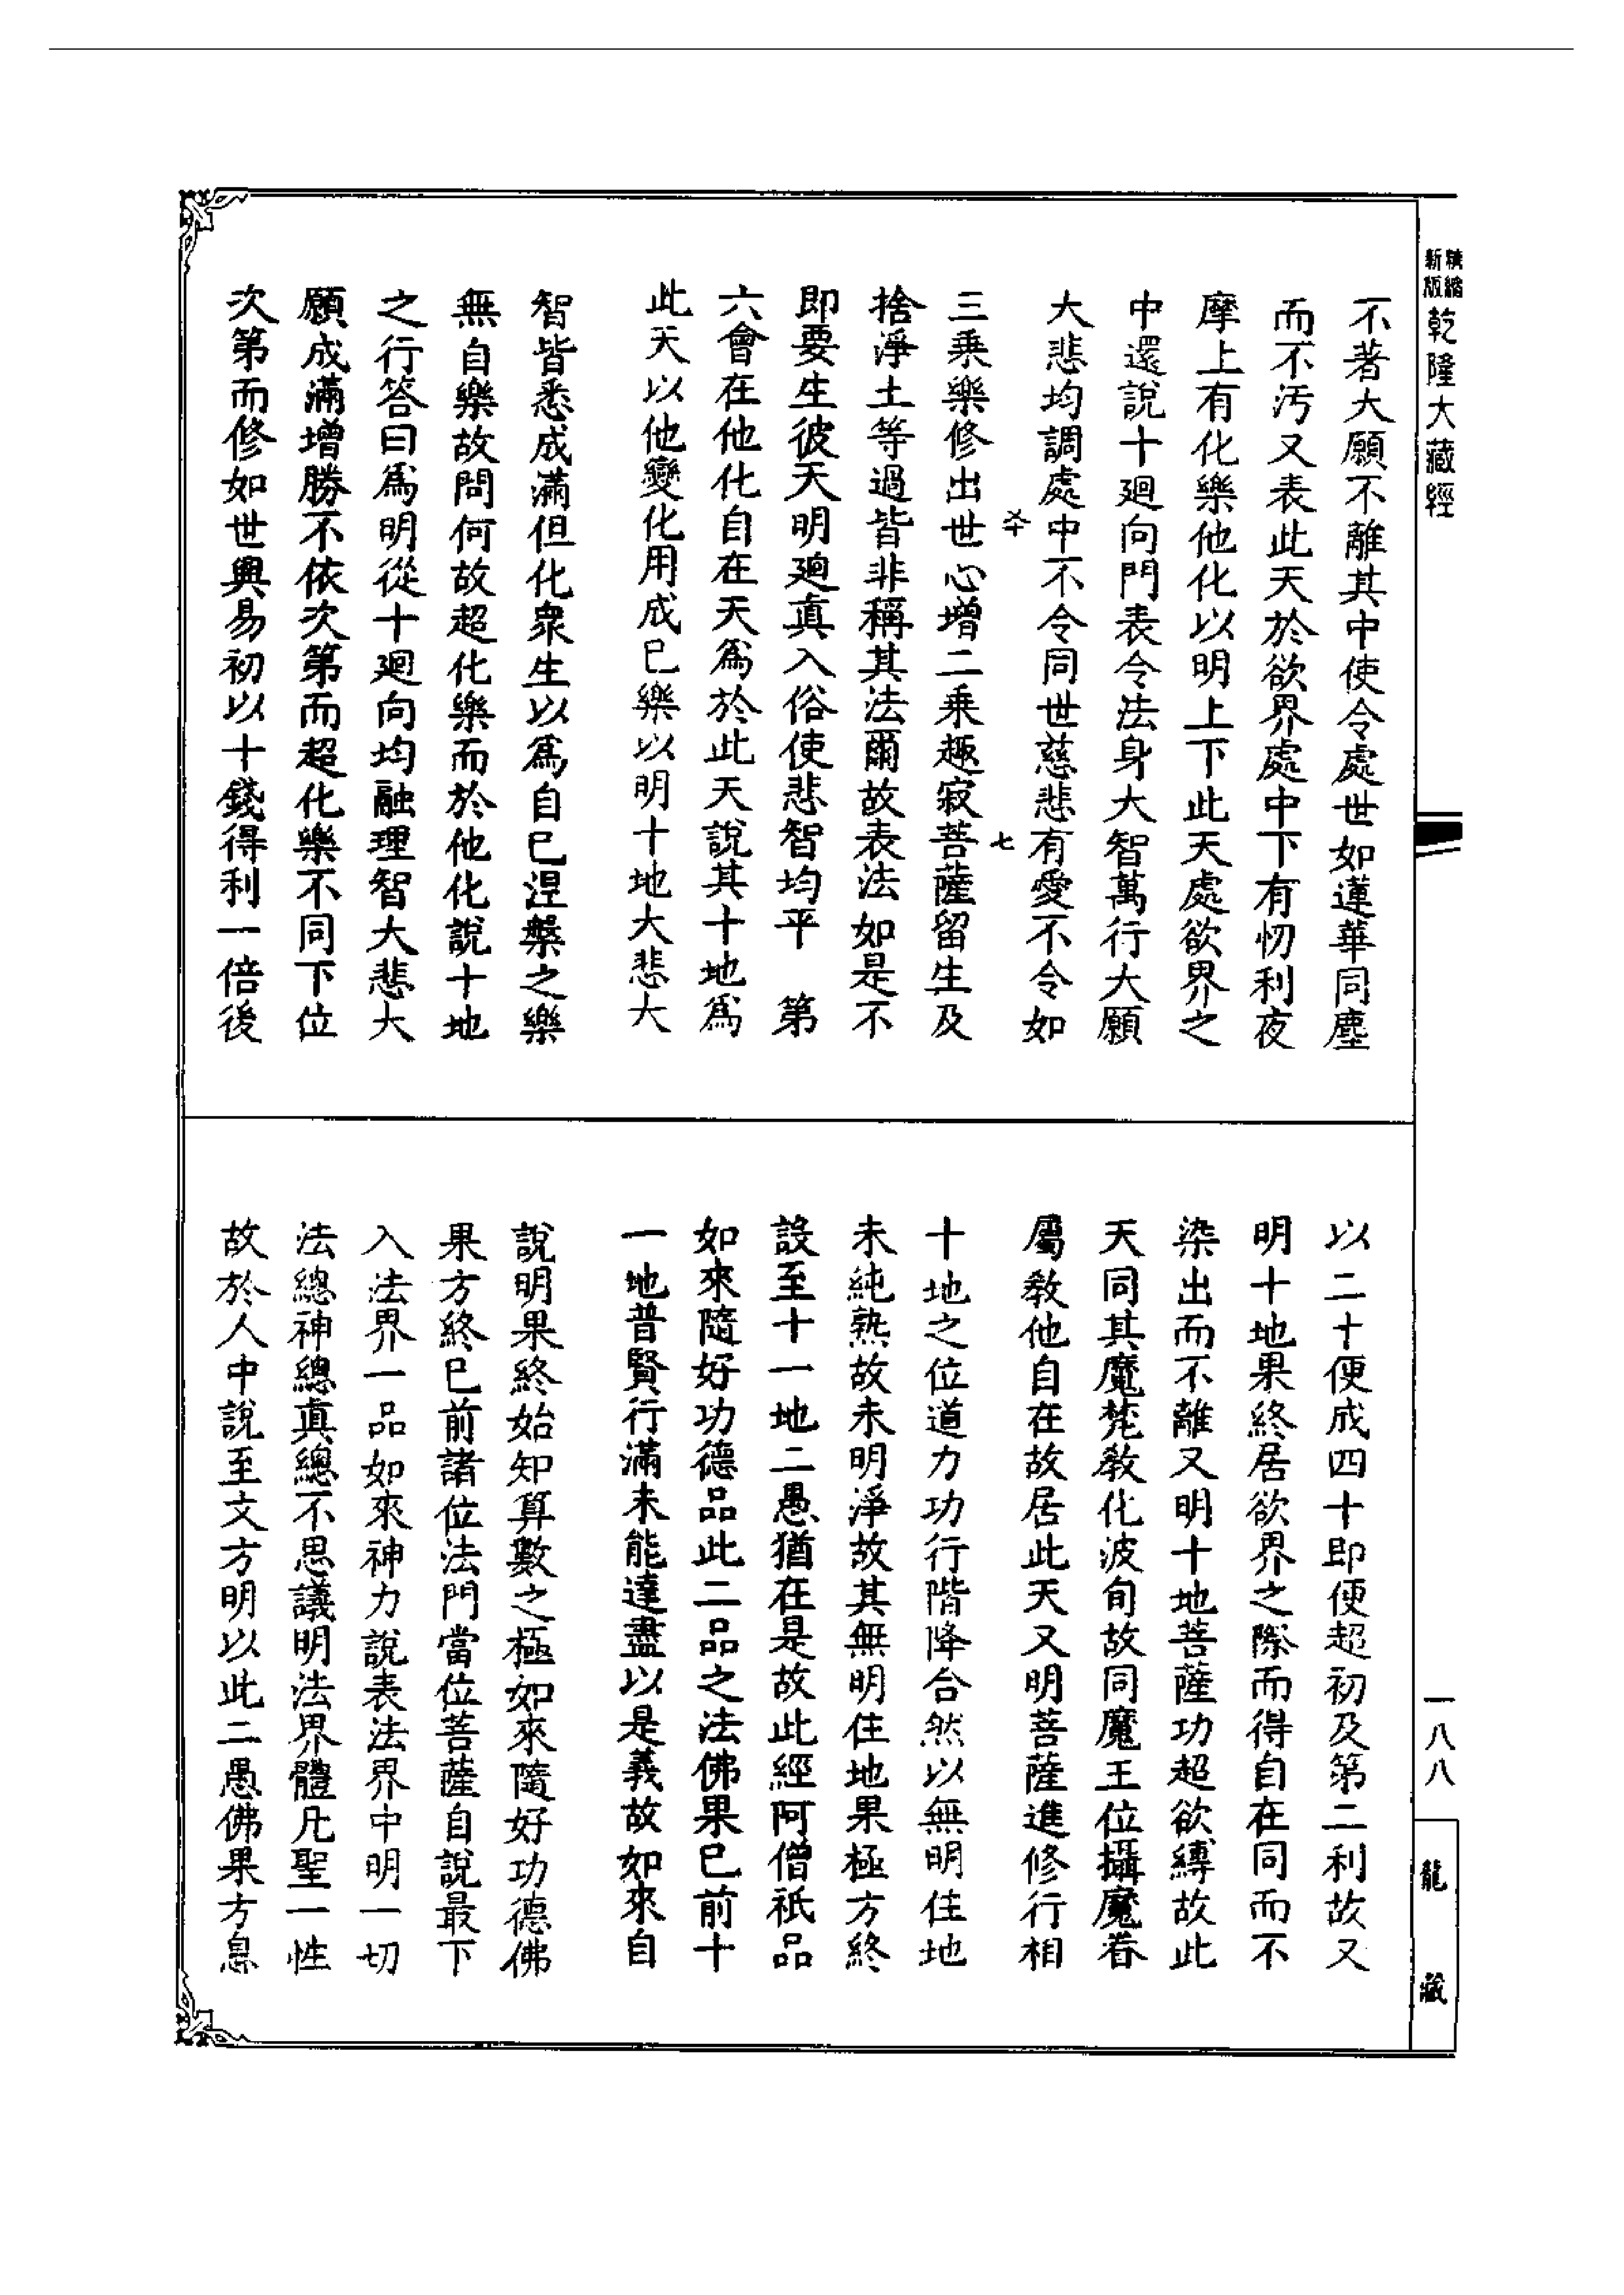 精縮
新版
乾隆大藏經
不著大願不離其中使令處世如蓮華同塵
而不汚又表此天於欲界處中下有忉利夜
摩上有化樂他化以明上下此天處欲界之
中還說十廻向門表令法身大智萬行大願
大悲均調處中不令同世慈悲有愛不令如
七
三乘樂修出世心增二乘趣寂菩薩留生及
捨淨土等過皆非稱其法爾故表法如是不
即要生彼天明廻真入俗使悲智均平　第
六會在他化自在天爲於此天說其十地爲
此天以他變化用成已樂以明十地大悲大
智皆悉成滿但化衆生以爲自已涅槃之樂
無自樂故問何故超化樂而於他化說十地
之行答曰爲明從十廻向均融理智大悲大
願成滿增勝不依次第而超化樂不同下位
次第而修如世興易初以十錢得利一倍後
以二十便成四十即便超初及第二利故又
明十地果終居欲界之際而得自在同而不
染出而不離又明十地菩薩功超欲縛故此
天同其魔梵教化波旬故同魔王位攝魔眷
屬教他自在故居此天又明菩薩進修行相
十地之位道力功行階降合然以無明住地
未純熟故未明淨故其無明住地果極方終
設至十一地二愚猶在是故此經阿僧祇品
如來隨好功德品此二品之法佛果已前十
一地普賢行滿未能達盡以是義故如來自
說明果終始知算數之極如來隨好功德佛
果方終已前諸位法門當位菩薩自說最下
入法界一品如來神力說表法界中明一切
法總神總真總不思議明法界體凡聖一性
故於人中說至文方明以此二愚佛果方息
一八八
龍藏